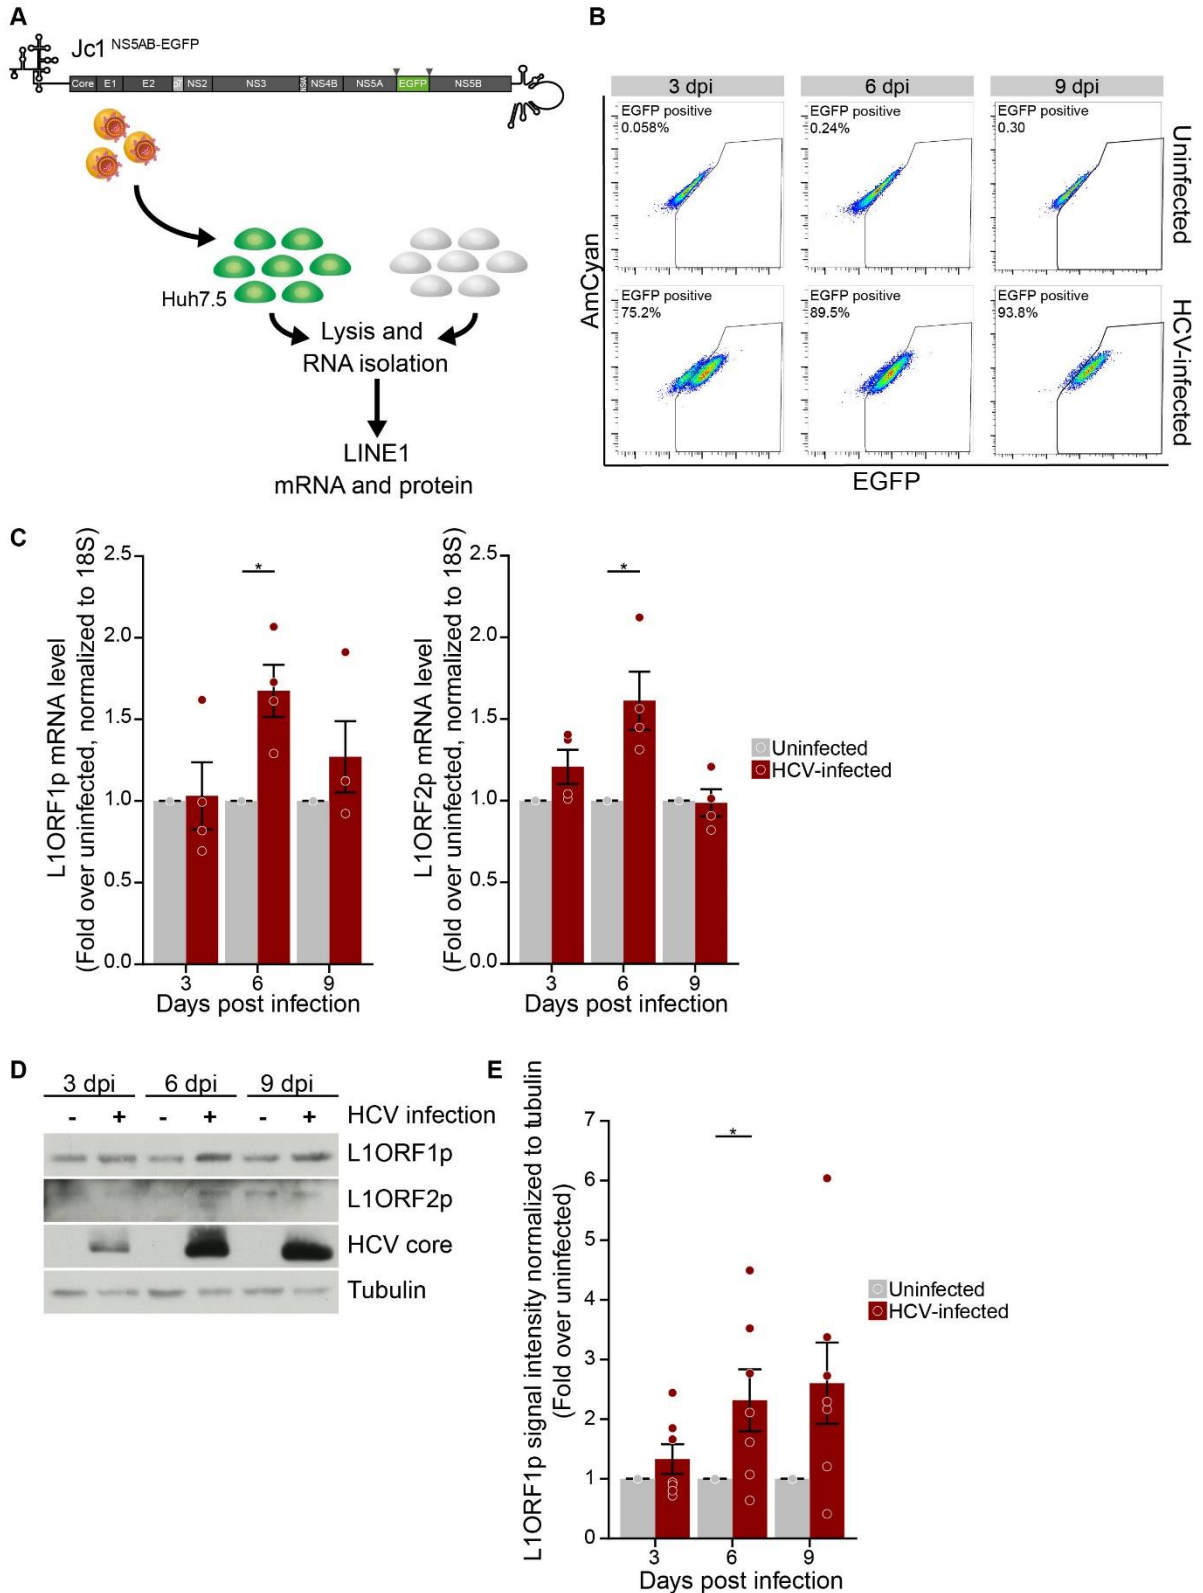 A
Jc1 NS5AB-EGFP
Core E1 E2 p7 NS2 NS3 NS4A NS4B NS5A EGFP NS5B
Huh7.5
Lysis and
RNA isolation
LINE1
mRNA and protein
B
3 dpi 6 dpi 9 dpi
EGFP positive
0.058%
EGFP positive
0.24%
EGFP positive
0.30
Uninfected
EGFP positive
75.2%
EGFP positive
89.5%
EGFP positive
93.8%
HCV-infected
AmCyan
EGFP
C
L1ORF1p mRNA level
(Fold over uninfected, normalized to 18S)
2.5
2.0
1.5
1.0
0.5
0.0
*
3 6 9
Days post infection
L1ORF2p mRNA level
(Fold over uninfected, normalized to 18S)
2.5
2.0
1.5
1.0
0.5
0.0
*
3 6 9
Days post infection
Uninfected
HCV-infected
D
3 dpi 6 dpi 9 dpi
- + - + - + HCV infection
L1ORF1p
L1ORF2p
HCV core
Tubulin
E
L1ORF1p signal intensity normalized to tubulin
(Fold over uninfected)
7
6
5
4
3
2
1
0
*
3 6 9
Days post infection
Uninfected
HCV-infected